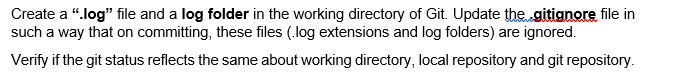 Create a “.log” file and a log folder in the working directory of Git. Update the .gitignore file in
such a way that on committing, these files (.log extensions and log folders) are ignored.
Verify if the git status reflects the same about working directory, local repository and git repository.